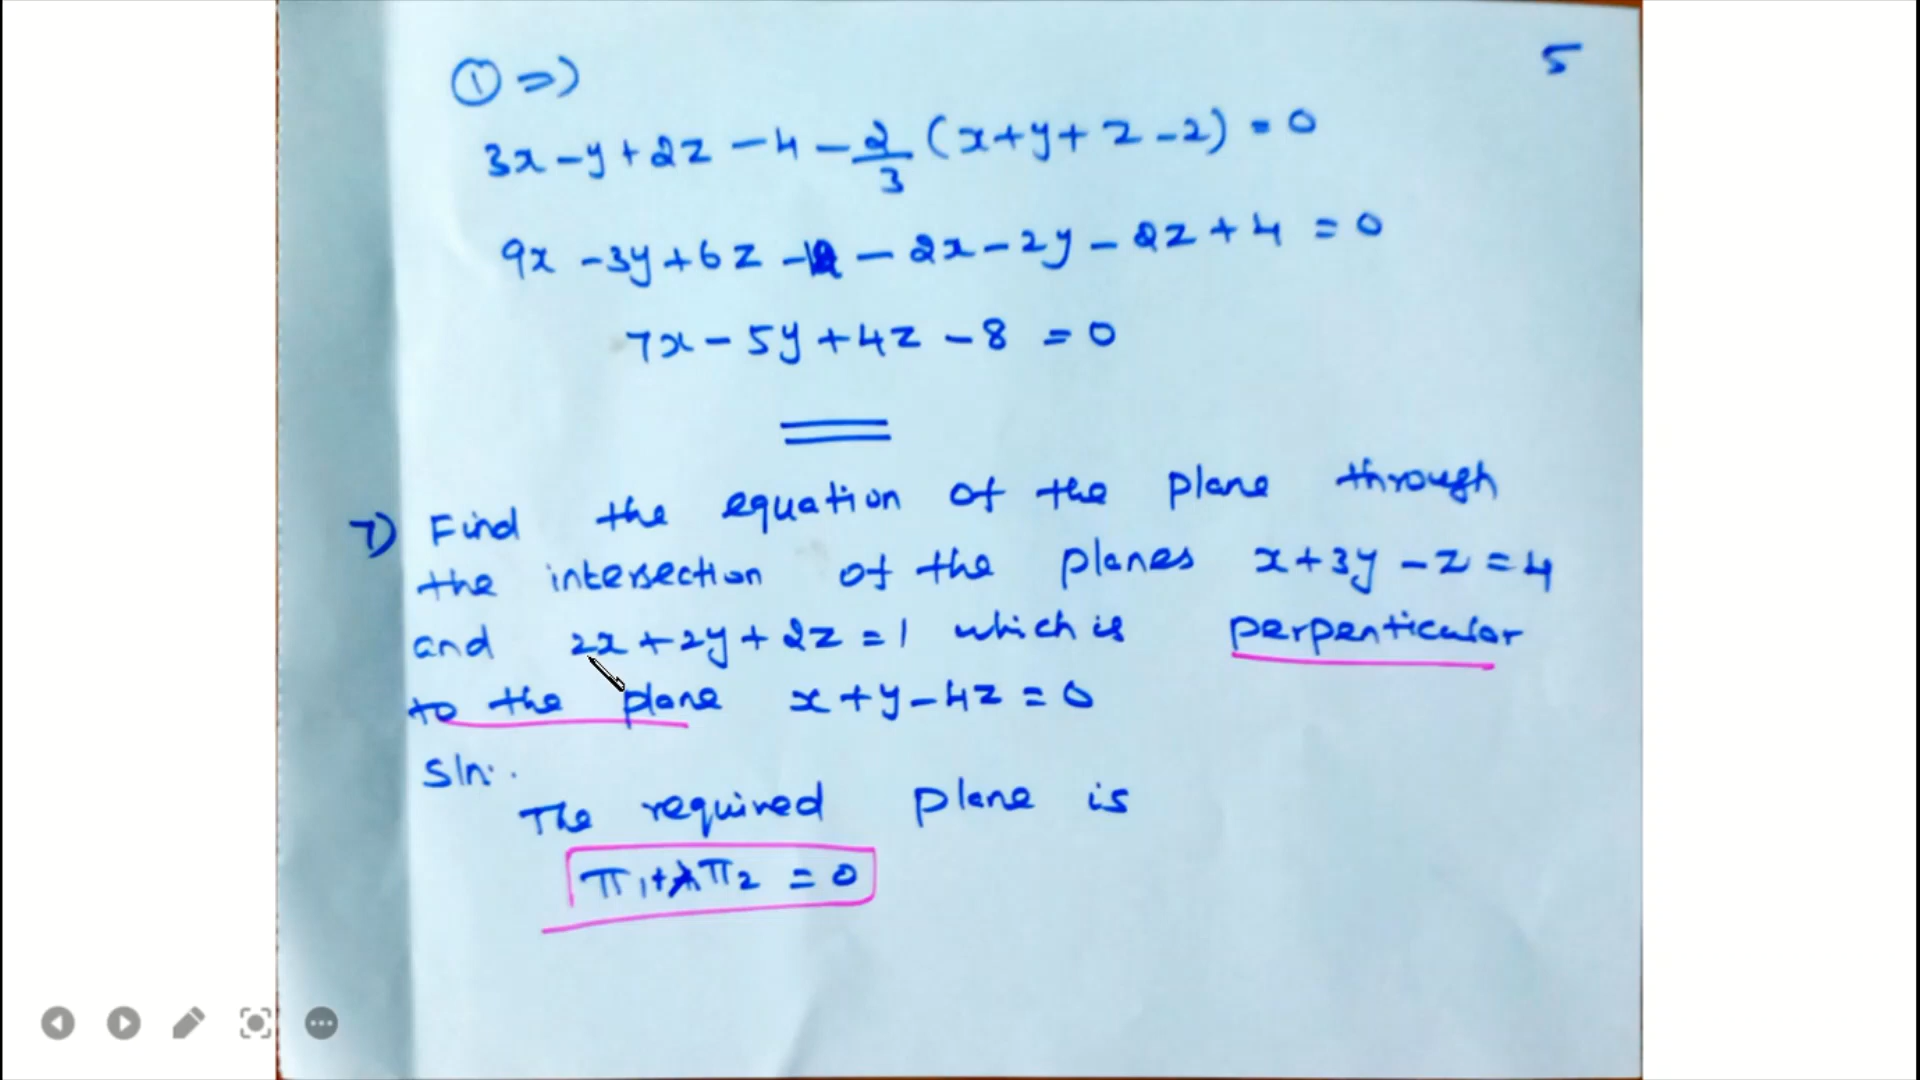 ① ⇒) 5
3x - y + 2z - 4 - 2/3 (x + y + z - 2) = 0
9x - 3y + 6z - 12 - 2x - 2y - 2z + 4 = 0
7x - 5y + 4z - 8 = 0
7) Find the equation of the plane through
the intersection of the planes x + 3y - z = 4
and 2x + 2y + 2z = 1 which is perpenticular
to the plane x + y - 4z = 0
Sln:.
The required plane is
π1 + λπ2 = 0